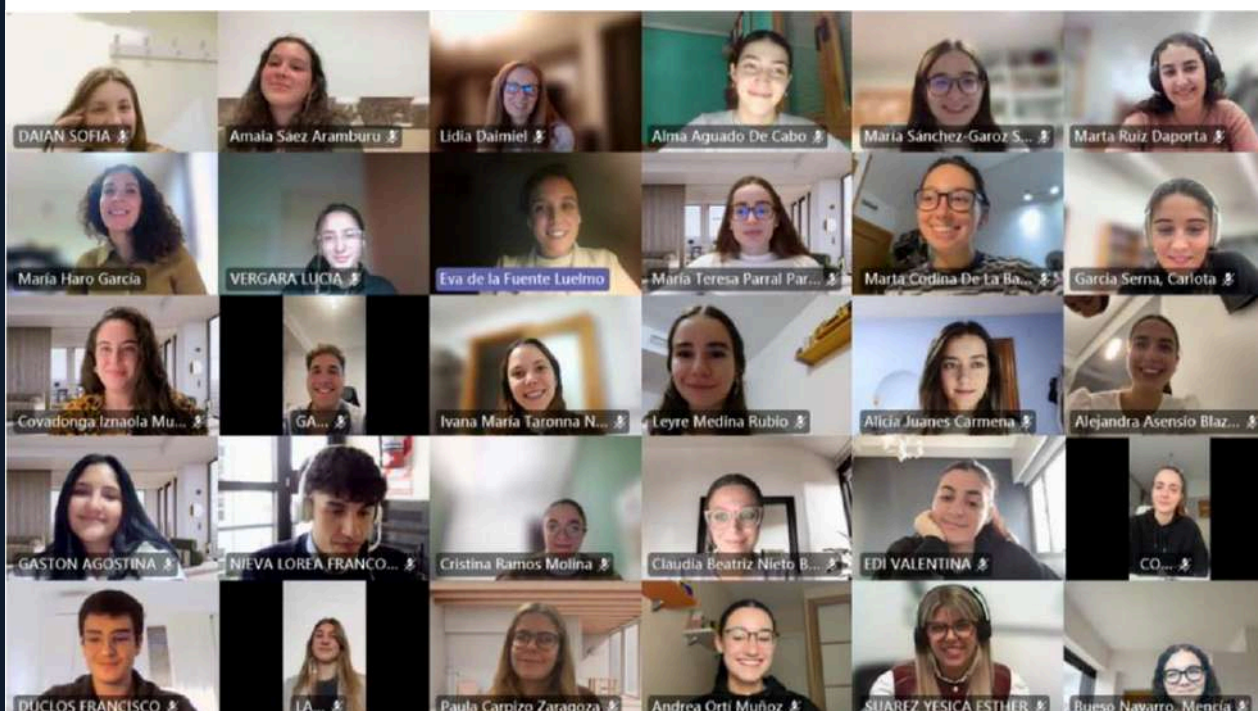 DAIAN SOFIA
Amaia Sáez Aramburu
Lidia Daimiel
Alma Aguado De Cabo
María Sánchez-Garoz S...
Marta Ruiz Daporta
María Haro García
VERGARA LUCIA
Eva de la Fuente Luelmo
María Teresa Parral Par...
Marta Codina De La Ba...
García Serna, Carlota
Covadonga Iznaola Mu...
GA...
Ivana María Taronna N...
Leyre Medina Rubio
Alicia Juanes Carmena
Alejandra Asensio Blaz...
GASTON AGOSTINA
NIEVA LOREA FRANCO...
Cristina Ramos Molina
Claudia Beatriz Nieto B...
EDI VALENTINA
CO...
DUCLOS FRANCISCO
LA...
Paula Carpizo Zaragoza
Andrea Ortí Muñoz
SUAREZ YESICA ESTHER
Bueso Navarro, Mencía